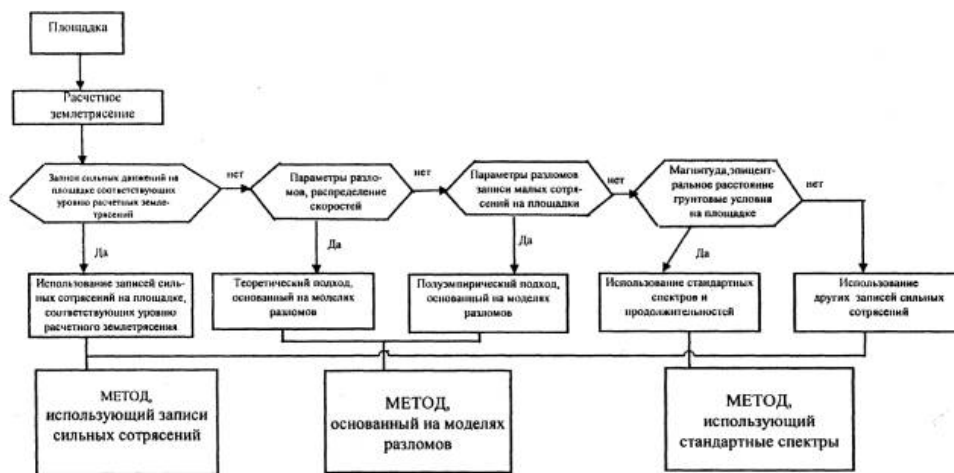 Площадка
Расчетное
землетрясение
Записи сильных движений на
площадке соответствующих
уровню расчетных земле-
трясений
нет
Параметры разло-
мов, распределение
скоростей
нет
Параметры разломов
записи малых сотря-
сений на площадки
нет
Магнитуда,эпицент-
ральное расстояние
грунтовые условия
на площадке
нет
Да
Да
Да
Да
Использование записей силь-
ных сотрясений на площадке,
соответствующих уровню
расчетного землетрясения
Теоретический подход,
основанный на моделях
разломов
Полуэмпирический подход,
основанный на моделях
разломов
Использование стандартных
спектров и
продолжительностей
Использование
других записей сильных
сотрясений
МЕТОД,
использующий записи
сильных сотрясений
МЕТОД,
основанный на моделях
разломов
МЕТОД,
использующий
стандартные спектры